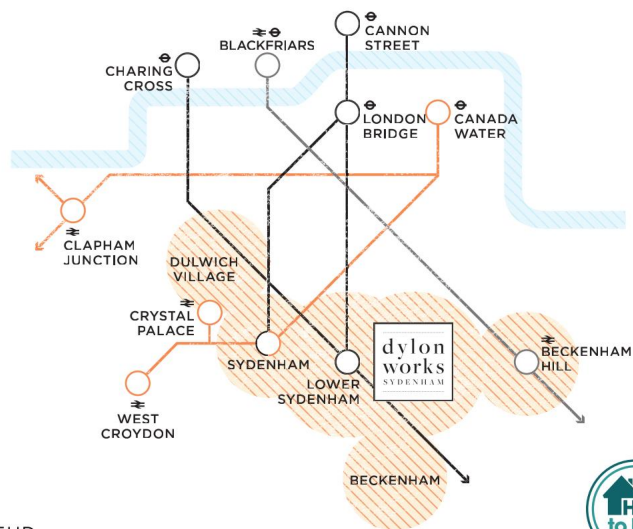 CANNON
STREET
BLACKFRIARS
CHARING
CROSS
LONDON
BRIDGE
CANADA
WATER
CLAPHAM
JUNCTION
DULWICH
VILLAGE
CRYSTAL
PALACE
SYDENHAM
dylon
works
SYDENHAM
LOWER
SYDENHAM
BECKENHAM
HILL
WEST
CROYDON
BECKENHAM